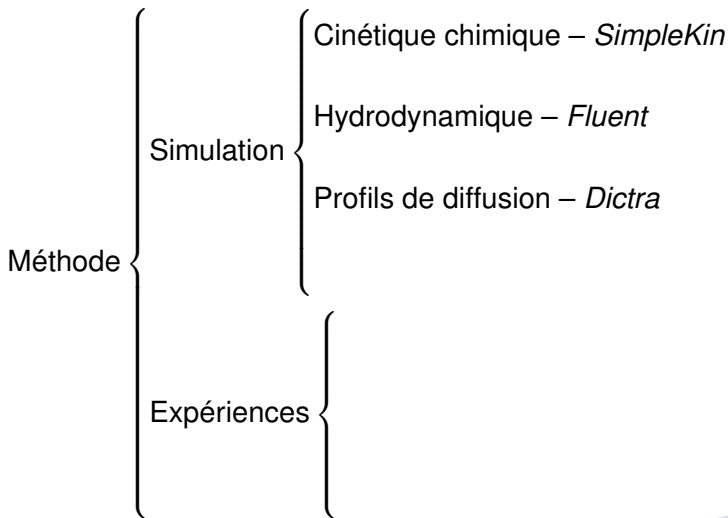 Cinétique chimique – SimpleKin
Hydrodynamique – Fluent
Simulation
Profils de diffusion – Dictra
Méthode
Expériences